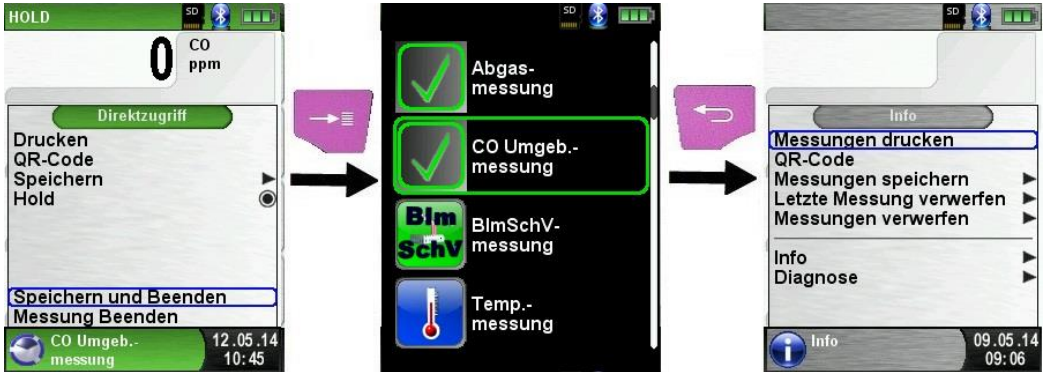 HOLD
SD
0
CO
ppm
Direktzugriff
Drucken
QR-Code
Speichern
Hold
Speichern und Beenden
Messung Beenden
CO Umgeb.-
messung
12.05.14
10:45
SD
Abgas-
messung
CO Umgeb.-
messung
BImSchV-
messung
BIm
SchV
Temp.-
messung
SD
Info
Messungen drucken
QR-Code
Messungen speichern
Letzte Messung verwerfen
Messungen verwerfen
Info
Diagnose
Info
09.05.14
09:06